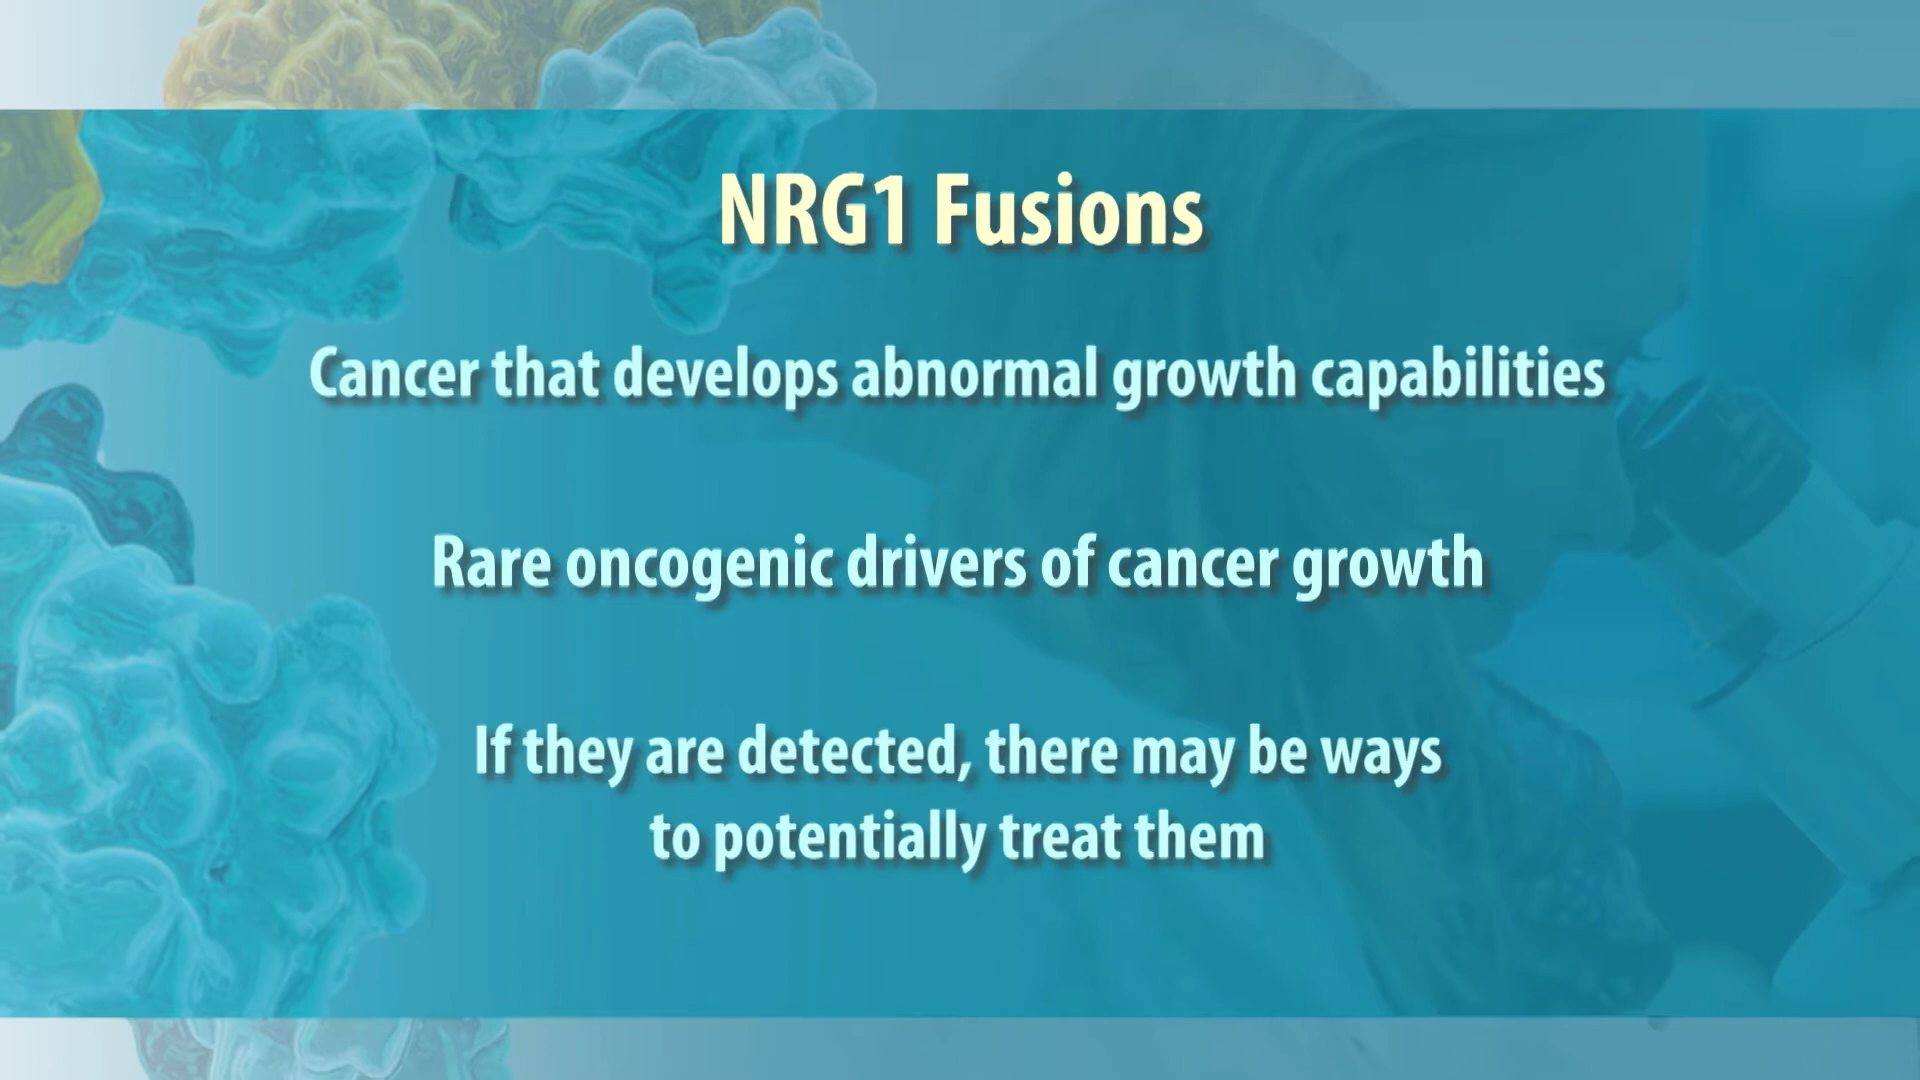 NRG1 Fusions
Cancer that develops abnormal growth capabilities
Rare oncogenic drivers of cancer growth
If they are detected, there may be ways
to potentially treat them